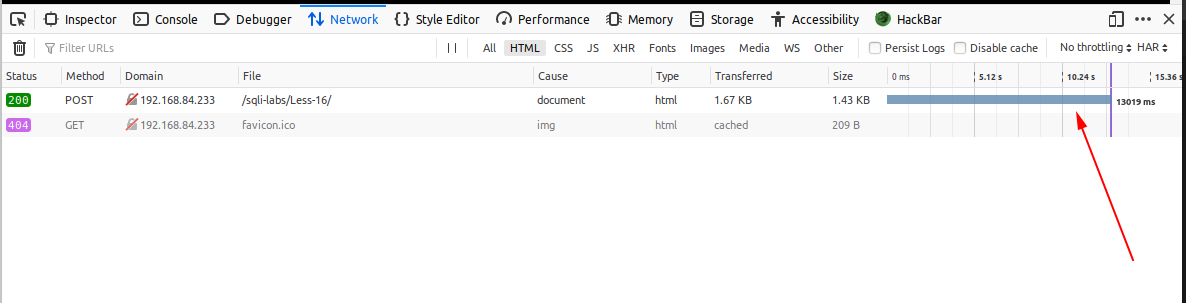 Inspector Console Debugger Network Style Editor Performance Memory Storage Accessibility HackBar
Filter URLs All HTML CSS JS XHR Fonts Images Media WS Other Persist Logs Disable cache No throttling HAR
Status Method Domain File Cause Type Transferred Size 0 ms 5.12 s 10.24 s 15.36 s
200 POST 192.168.84.233 /sqli-labs/Less-16/ document html 1.67 KB 1.43 KB 13019 ms
404 GET 192.168.84.233 favicon.ico img html cached 209 B